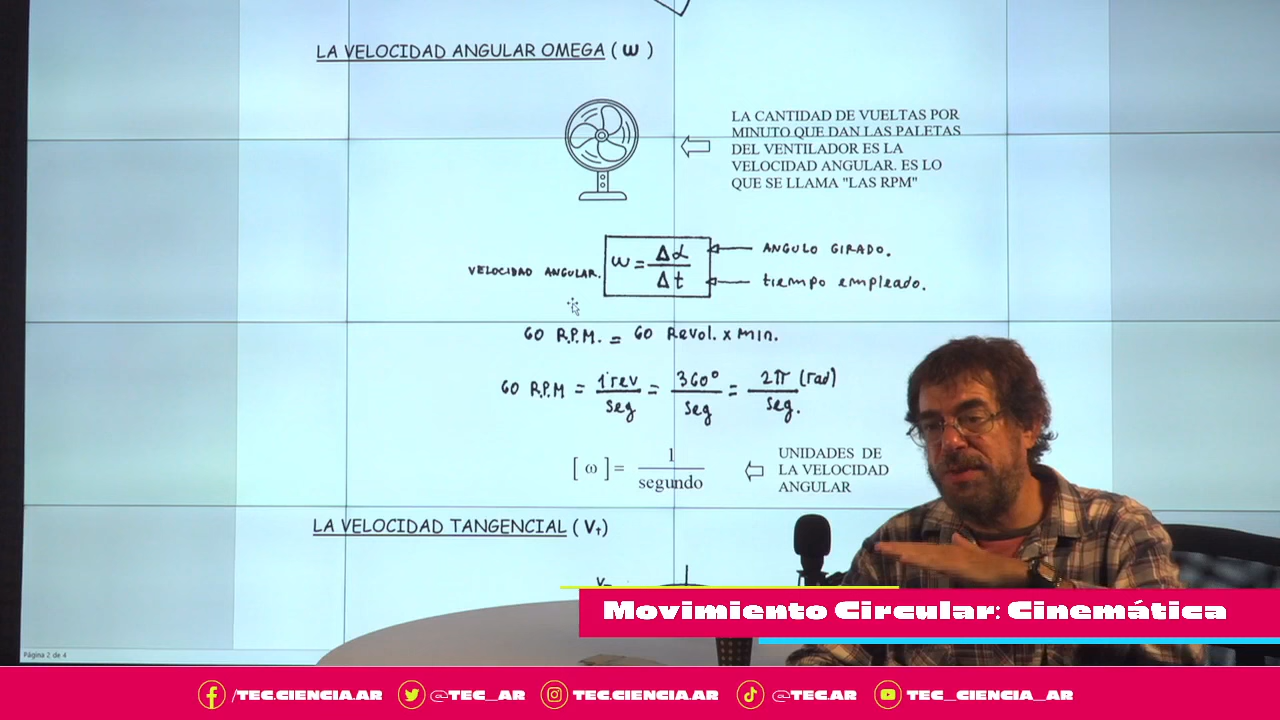 LA VELOCIDAD ANGULAR OMEGA ( ω )
LA CANTIDAD DE VUELTAS POR
MINUTO QUE DAN LAS PALETAS
DEL VENTILADOR ES LA
VELOCIDAD ANGULAR. ES LO
QUE SE LLAMA "LAS RPM"
VELOCIDAD ANGULAR. ω = Δα / Δt
ANGULO GIRADO.
tiempo empleado.
60 R.P.M. = 60 Revol. x min.
60 R.P.M = 1 rev / seg = 360° / seg = 2π (rad) / seg.
[ ω ] = 1 / segundo
UNIDADES DE
LA VELOCIDAD
ANGULAR
LA VELOCIDAD TANGENCIAL ( Vt)
Movimiento Circular: Cinemática
Página 2 de 4
/TEC.CIENCIA.AR @TEC_AR TEC.CIENCIA.AR @TEC.AR TEC_CIENCIA_AR